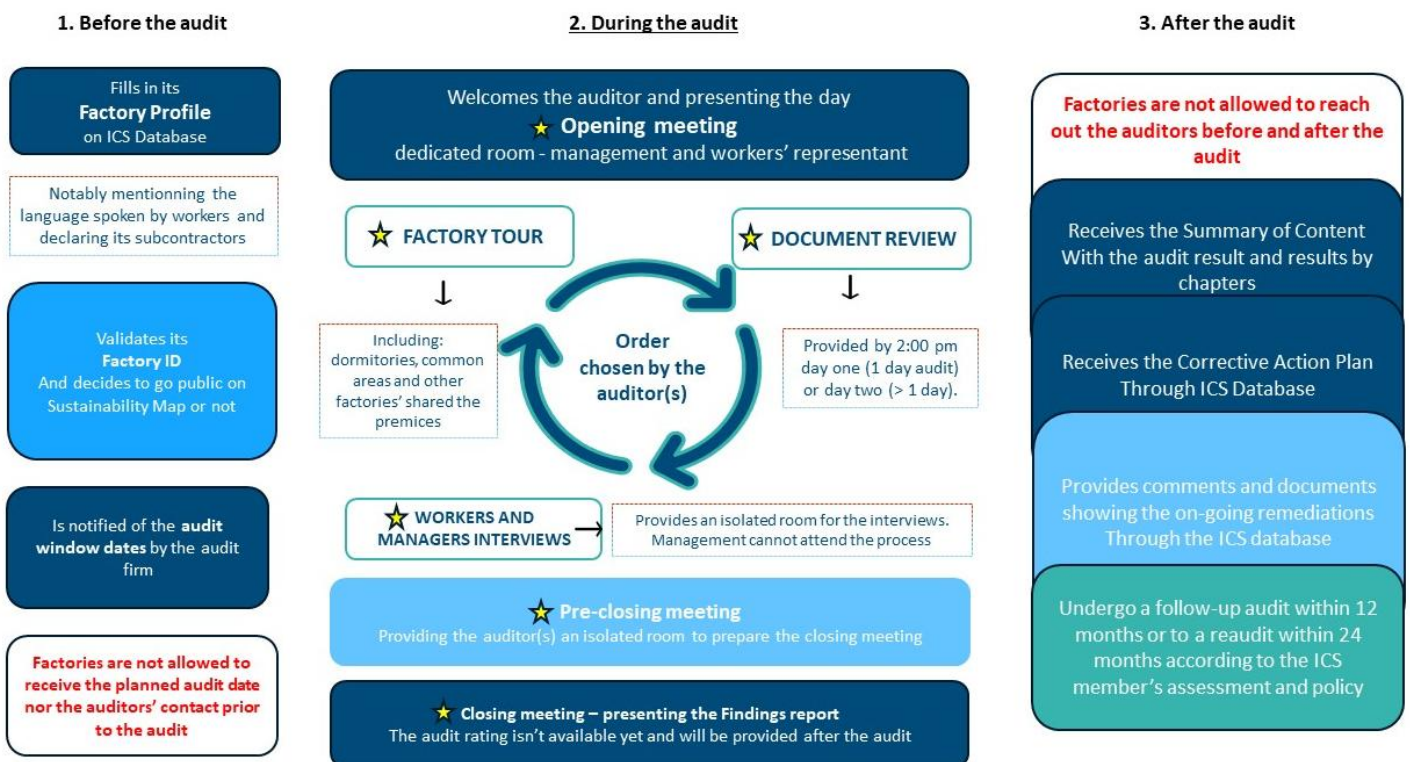 1. Before the audit
Fills in its
Factory Profile
on ICS Database
Notably mentionning the
language spoken by workers and
declaring its subcontractors
Validates its
Factory ID
And decides to go public on
Sustainability Map or not
Is notified of the audit
window dates by the audit
firm
Factories are not allowed to
receive the planned audit date
nor the auditors' contact prior
to the audit
2. During the audit
Welcomes the auditor and presenting the day
Opening meeting
dedicated room - management and workers' representant
FACTORY TOUR
DOCUMENT REVIEW
Including:
dormitories, common
areas and other
factories' shared the
premices
Order
chosen by the
auditor(s)
Provided by 2:00 pm
day one (1 day audit)
or day two (> 1 day).
WORKERS AND
MANAGERS INTERVIEWS
Provides an isolated room for the interviews.
Management cannot attend the process
Pre-closing meeting
Providing the auditor(s) an isolated room to prepare the closing meeting
Closing meeting – presenting the Findings report
The audit rating isn't available yet and will be provided after the audit
3. After the audit
Factories are not allowed to reach
out the auditors before and after the
audit
Receives the Summary of Content
With the audit result and results by
chapters
Receives the Corrective Action Plan
Through ICS Database
Provides comments and documents
showing the on-going remediations
Through the ICS database
Undergo a follow-up audit within 12
months or to a reaudit within 24
months according to the ICS
member's assessment and policy